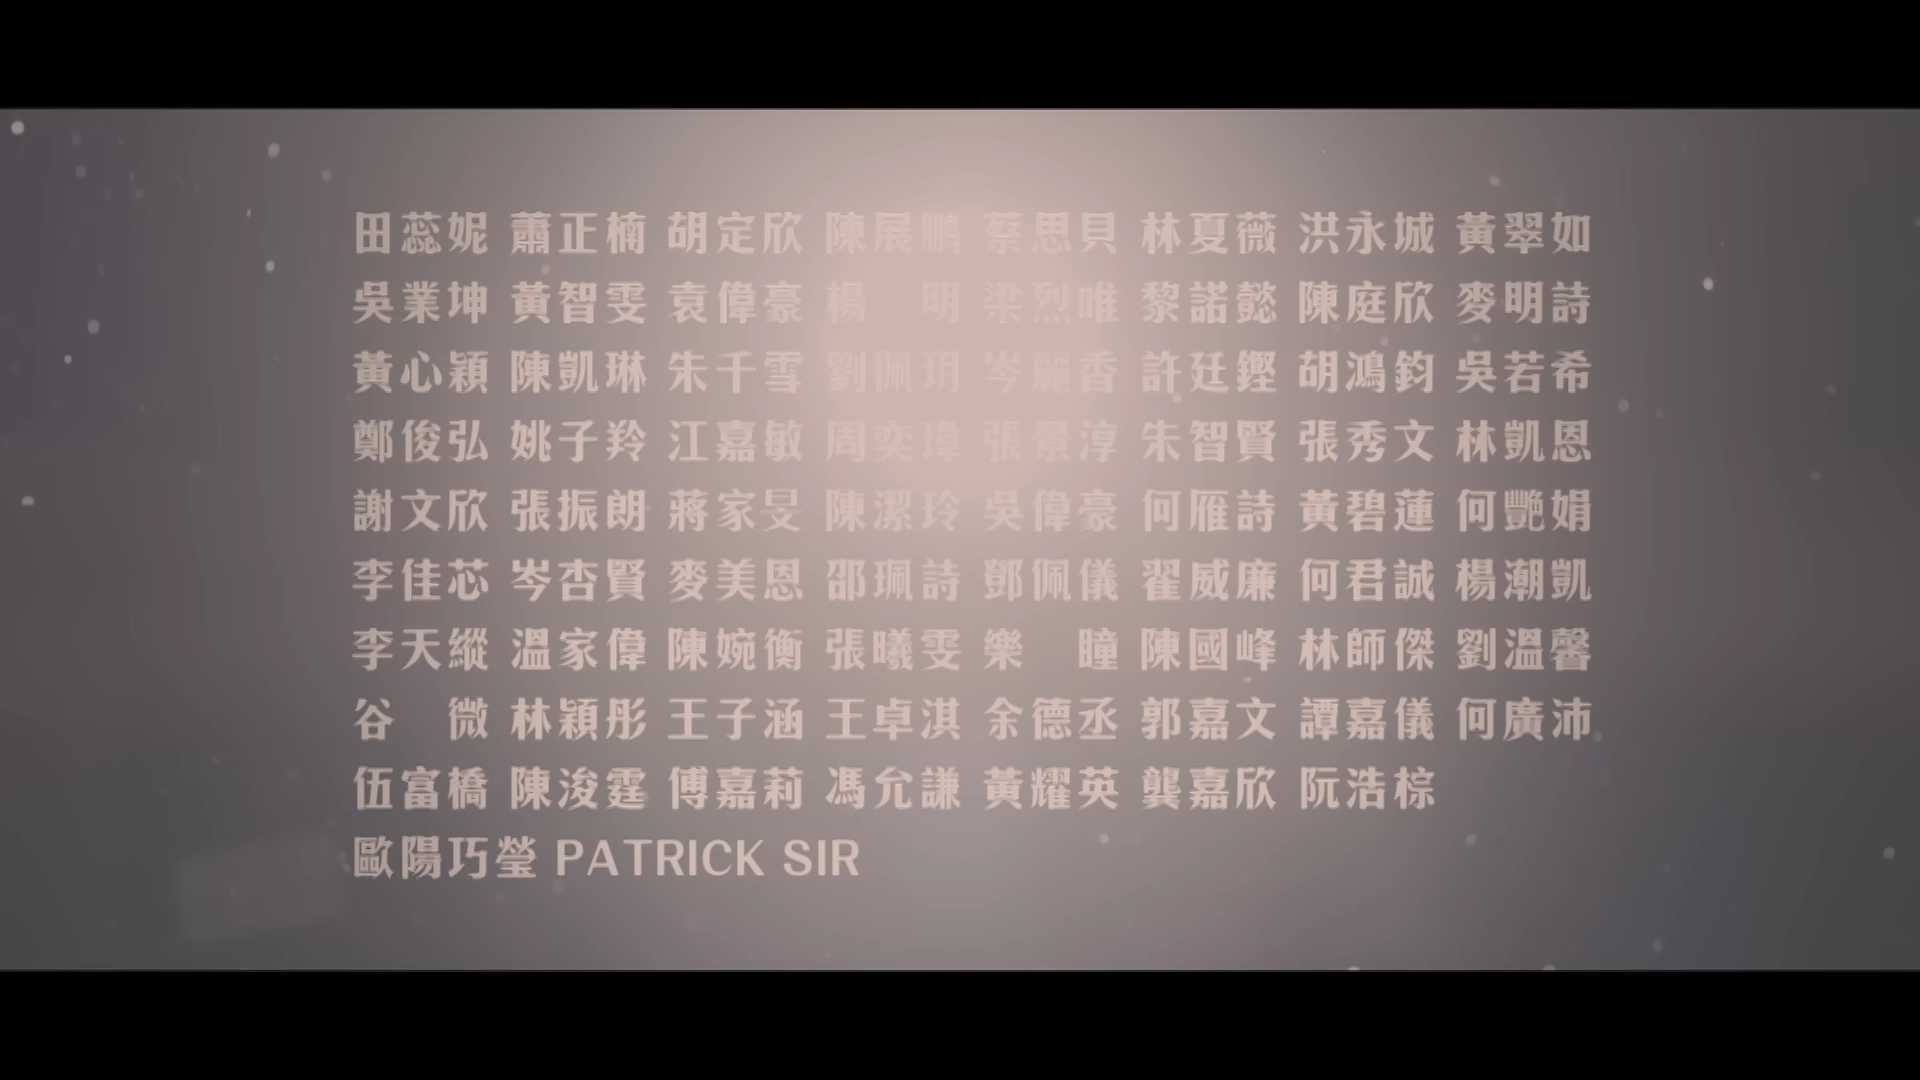 田蕊妮 蕭正楠 胡定欣 陳展鵬 蔡思貝 林夏薇 洪永城 黃翠如
吳業坤 黃智雯 袁偉豪 楊　明 梁烈唯 黎諾懿 陳庭欣 麥明詩
黃心穎 陳凱琳 朱千雪 劉佩玥 岑麗香 許廷鏗 胡鴻鈞 吳若希
鄭俊弘 姚子羚 江嘉敏 周奕瑋 張景淳 朱智賢 張秀文 林凱恩
謝文欣 張振朗 蔣家旻 陳潔玲 吳偉豪 何雁詩 黃碧蓮 何艷娟
李佳芯 岑杏賢 麥美恩 邵珮詩 鄧佩儀 翟威廉 何君誠 楊潮凱
李天縱 溫家偉 陳婉衡 張曦雯 樂　瞳 陳國峰 林師傑 劉溫馨
谷　微 林穎彤 王子涵 王卓淇 余德丞 郭嘉文 譚嘉儀 何廣沛
伍富橋 陳浚霆 傅嘉莉 馮允謙 黃耀英 龔嘉欣 阮浩棕
歐陽巧瑩 PATRICK SIR